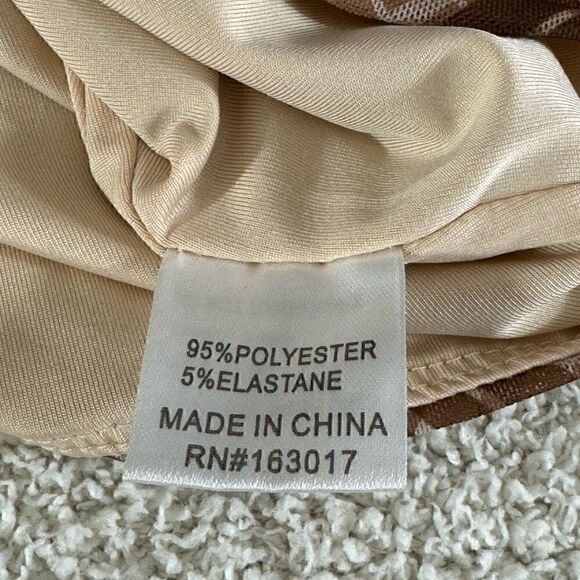 95%POLYESTER
5%ELASTANE
MADE IN CHINA
RN#163017